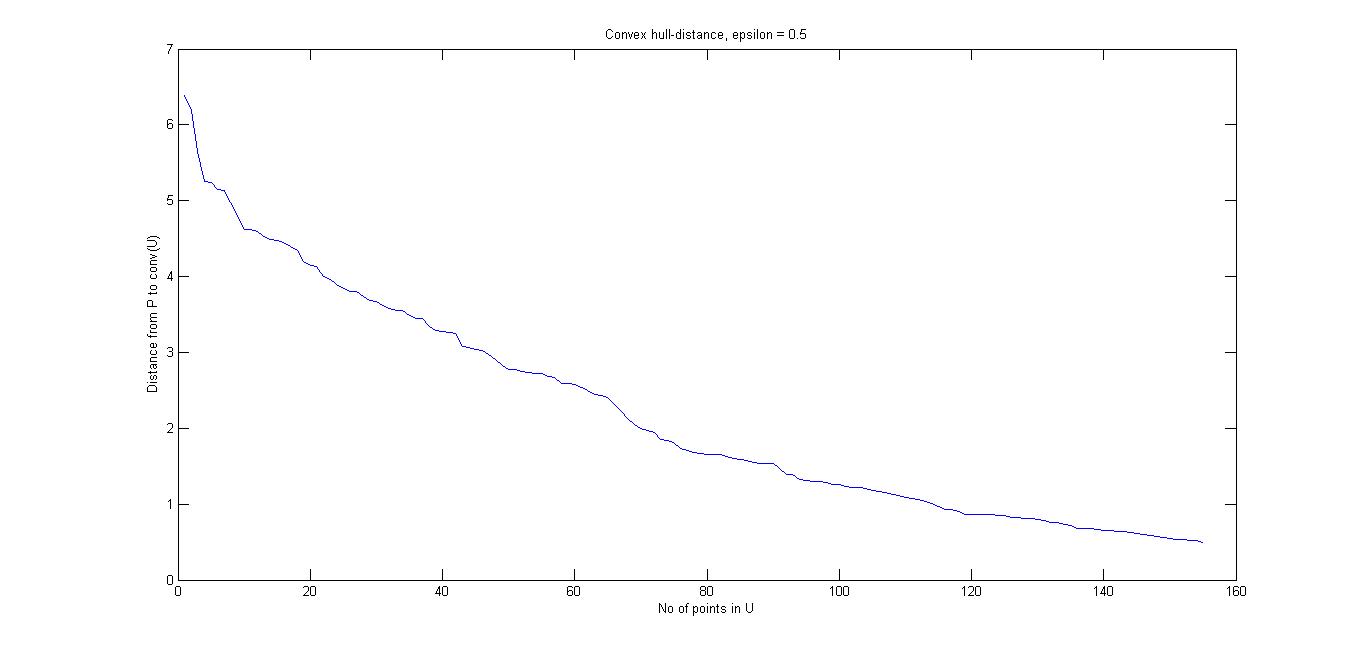 Convex hull-distance, epsilon = 0.5
7
6
5
4
3
2
1
0
Distance from P to conv(U)
0 20 40 60 80 100 120 140 160
No of points in U